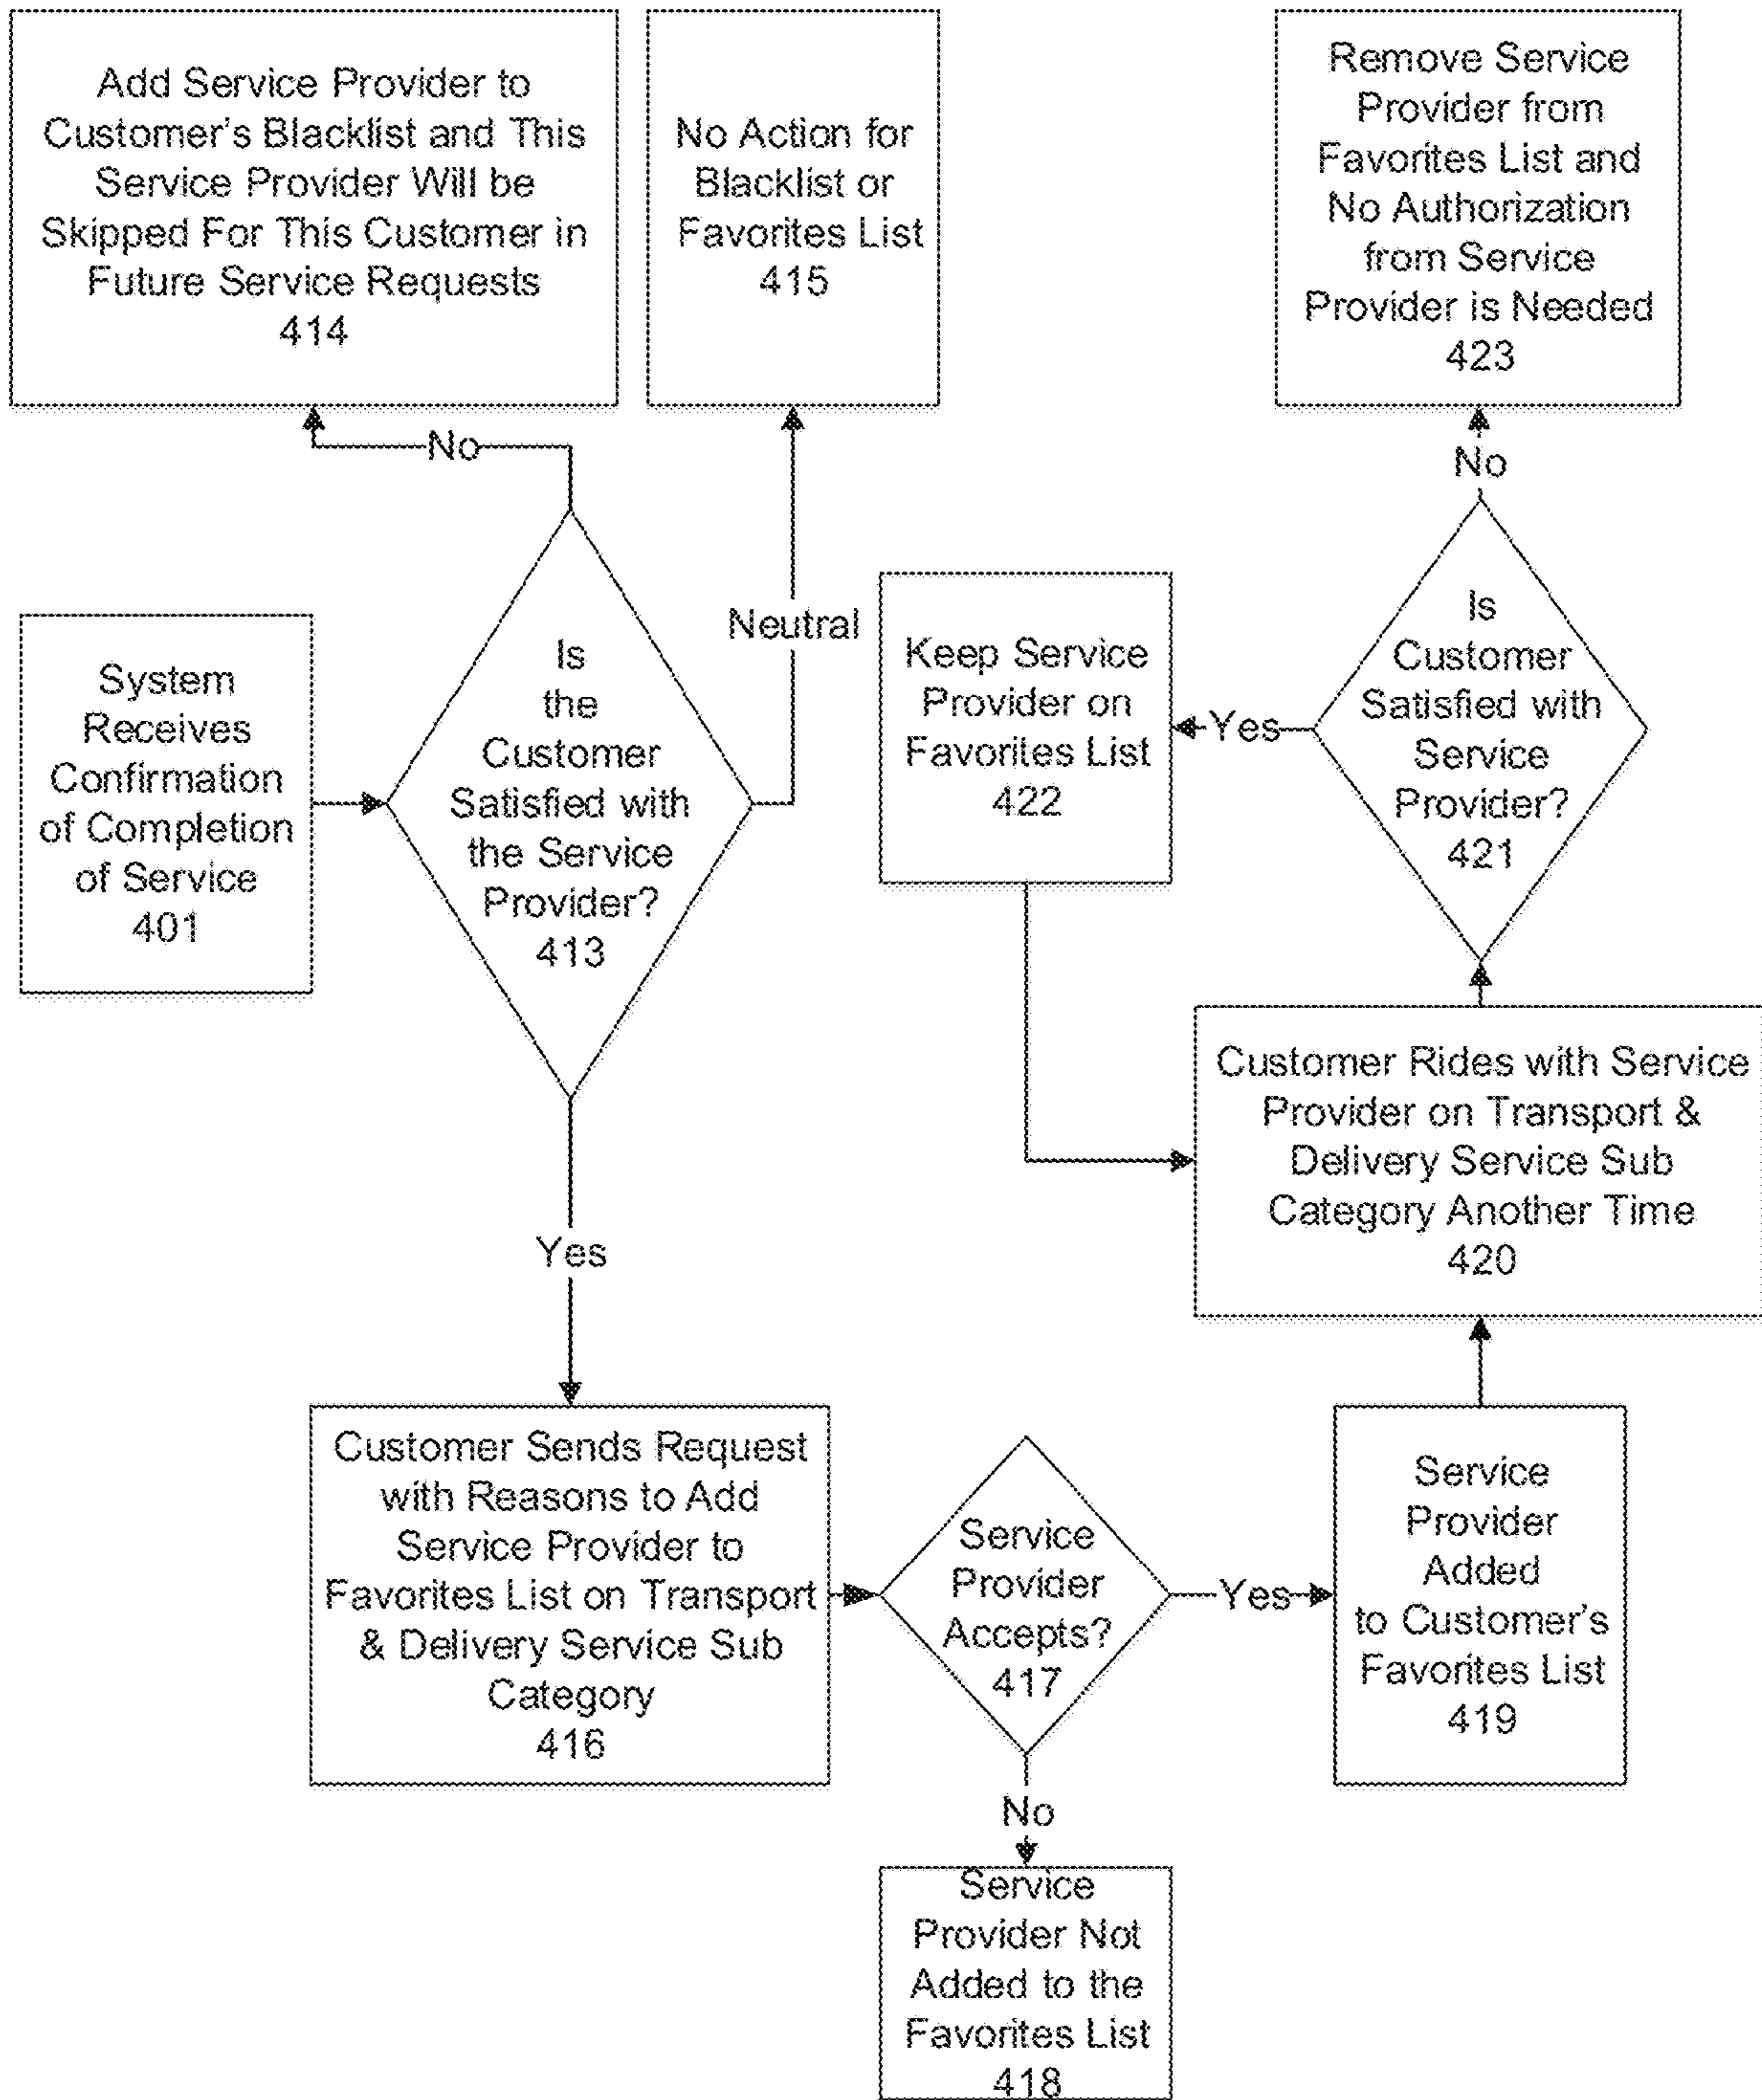 Add Service Provider to
Customer's Blacklist and This
Service Provider Will be
Skipped For This Customer in
Future Service Requests
414
No Action for
Blacklist or
Favorites List
415
Remove Service
Provider from
Favorites List and
No Authorization
from Service
Provider is Needed
423
No
No
Neutral
System
Receives
Confirmation
of Completion
of Service
401
Is
the
Customer
Satisfied with
the Service
Provider?
413
Keep Service
Provider on
Favorites List
422
Yes
Is
Customer
Satisfied with
Service
Provider?
421
Customer Rides with Service
Provider on Transport &
Delivery Service Sub
Category Another Time
420
Yes
Customer Sends Request
with Reasons to Add
Service Provider to
Favorites List on Transport
& Delivery Service Sub
Category
416
Service
Provider
Accepts?
417
Yes
Service
Provider
Added
to Customer's
Favorites List
419
No
Service
Provider Not
Added to the
Favorites List
418